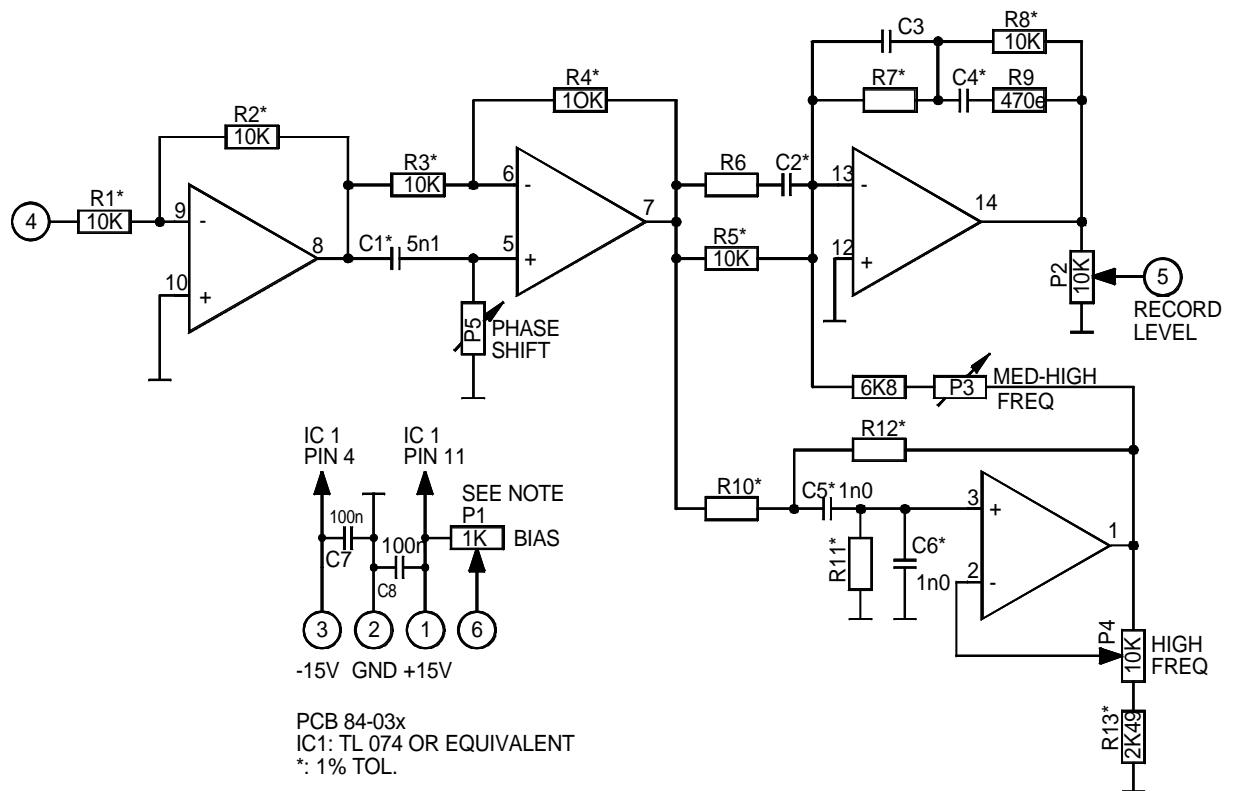 C3
R8*
10K
R4*
1OK
R7*
C4*
R9
470e
R2*
10K
R3*
10K
6
-
7
R6
C2*
13
-
14
4
R1*
10K
9
-
8
C1*
5n1
5
+
R5*
10K
12
+
P2
10K
5
RECORD
LEVEL
10
+
P5
PHASE
SHIFT
6K8
P3
MED-HIGH
FREQ
IC 1
PIN 4
IC 1
PIN 11
R12*
SEE NOTE
P1
1K
BIAS
100n
C7
100n
C8
R10*
C5*
1n0
3
+
1
R11*
C6*
1n0
2
-
3
2
1
6
-15V
GND
+15V
P4
10K
HIGH
FREQ
R13*
2K49
PCB 84-03x
IC1: TL 074 OR EQUIVALENT
*: 1% TOL.